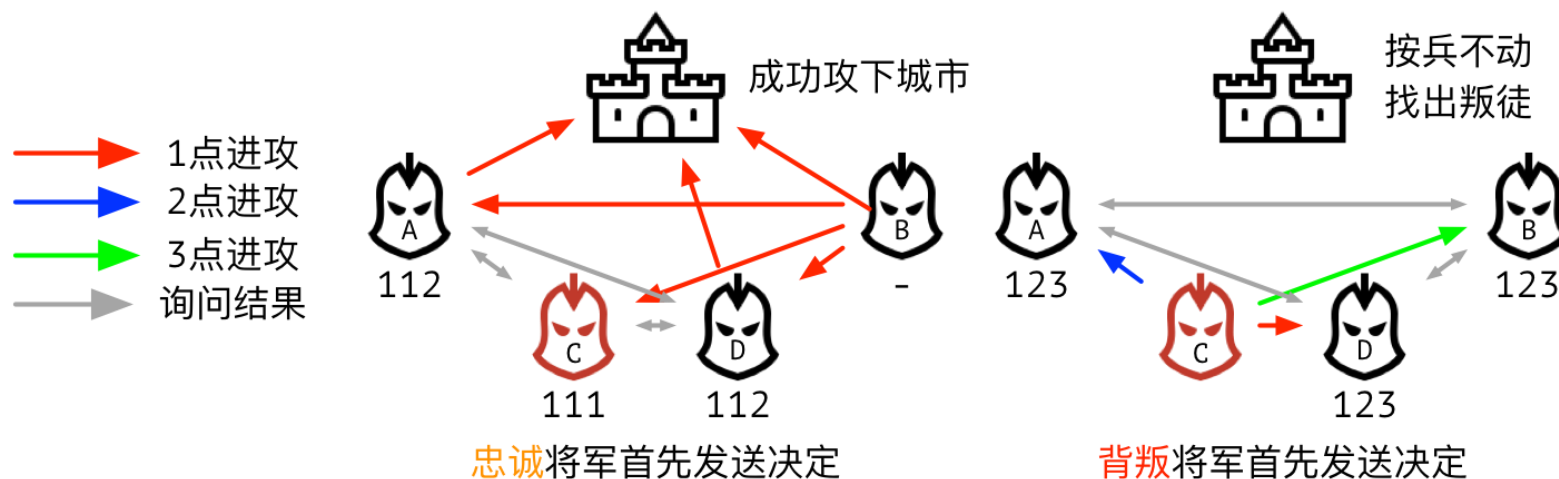 1点进攻
2点进攻
3点进攻
询问结果
成功攻下城市
A
112
B
-
C
111
D
112
忠诚将军首先发送决定
按兵不动
找出叛徒
A
123
B
123
C
D
123
背叛将军首先发送决定